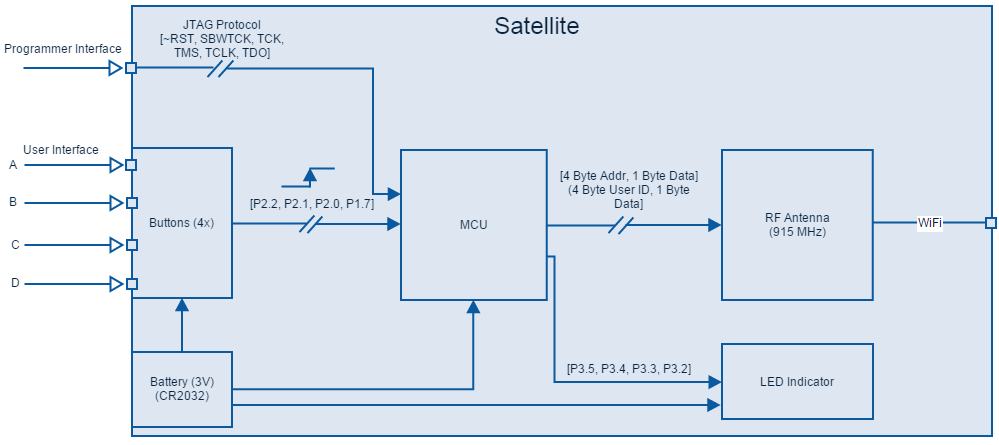 Satellite
JTAG Protocol
[~RST, SBWTCK, TCK,
TMS, TCLK, TDO]
Programmer Interface
User Interface
A
B
C
D
Buttons (4x)
[P2.2, P2.1, P2.0, P1.7]
MCU
[4 Byte Addr, 1 Byte Data]
(4 Byte User ID, 1 Byte
Data]
RF Antenna
(915 MHz)
WiFi
Battery (3V)
(CR2032)
[P3.5, P3.4, P3.3, P3.2]
LED Indicator